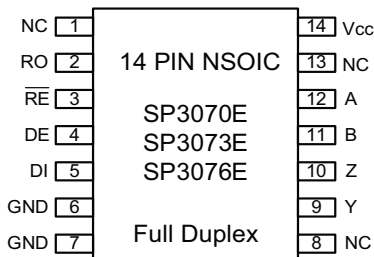 NC 1
RO 2
RE 3
DE 4
DI 5
GND 6
GND 7
14 PIN NSOIC
SP3070E
SP3073E
SP3076E
Full Duplex
14 Vcc
13 NC
12 A
11 B
10 Z
9 Y
8 NC